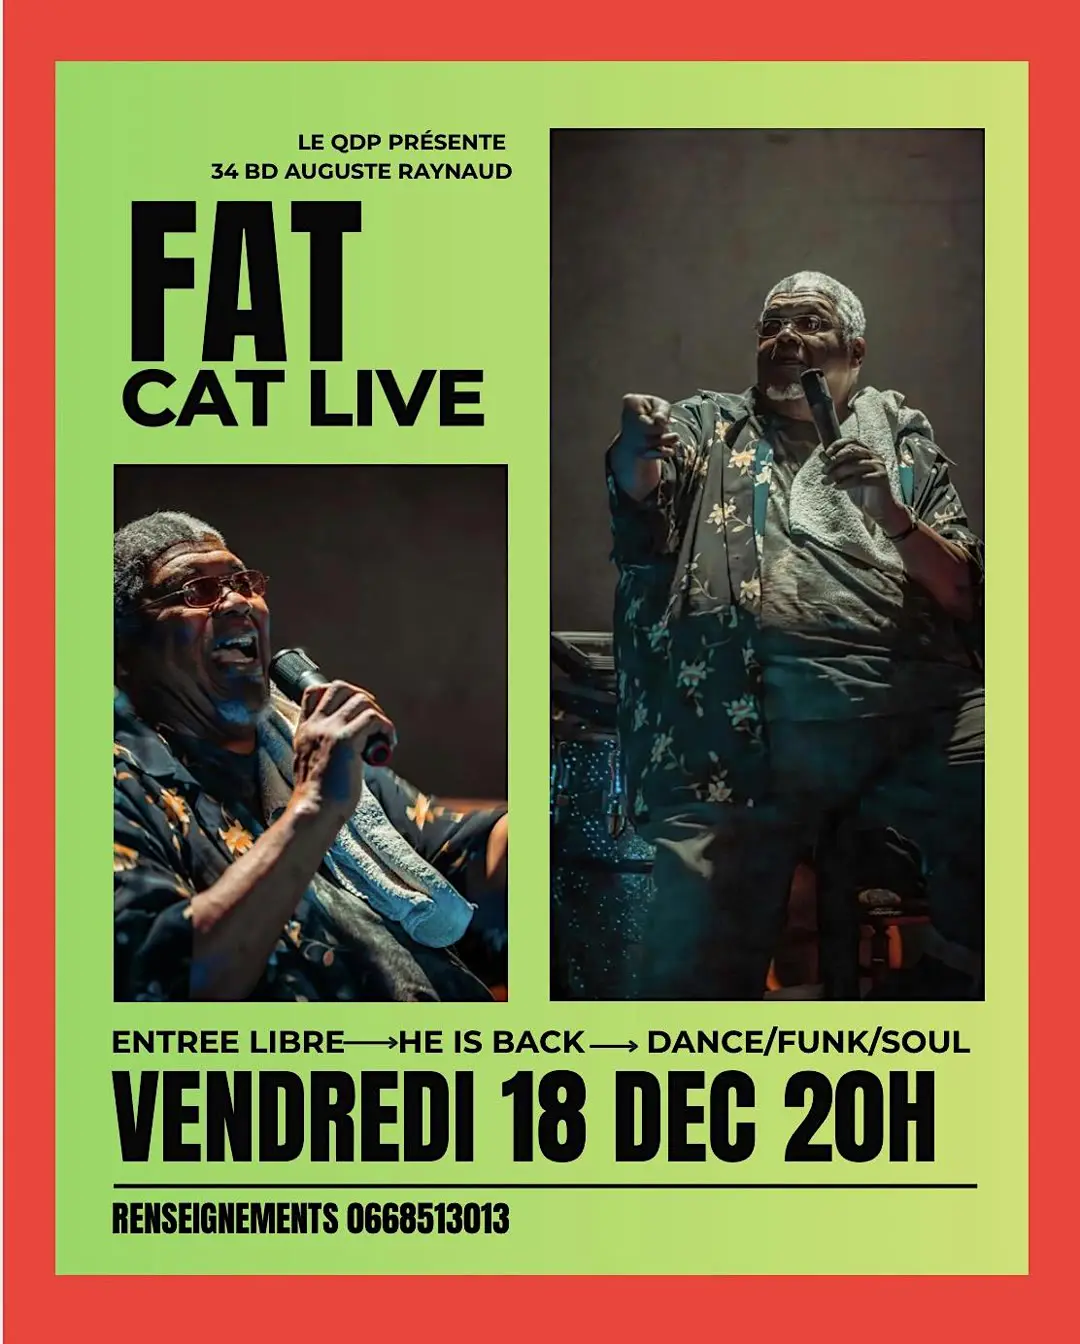 LE QDP PRÉSENTE
34 BD AUGUSTE RAYNAUD
FAT
CAT LIVE
ENTREE LIBRE⟶HE IS BACK⟶ DANCE/FUNK/SOUL
VENDREDI 18 DEC 20H
RENSEIGNEMENTS 0668513013